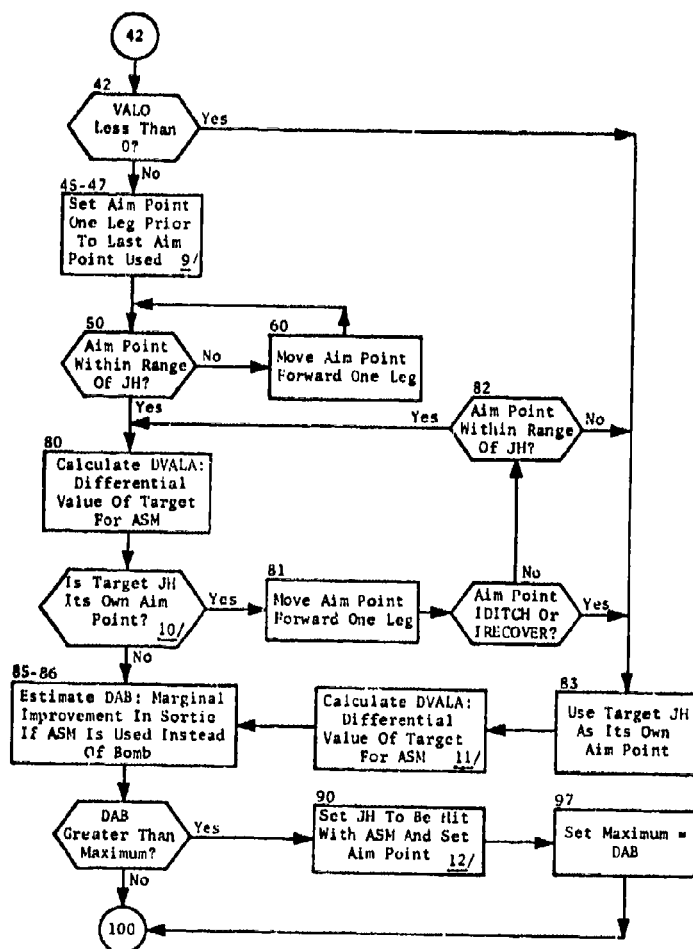 42
42
VALO
Less Than
0?
Yes
No
45-47
Set Aim Point
One Leg Prior
To Last Aim
Point Used 9/
50
Aim Point
Within Range
Of JH?
No
Yes
60
Move Aim Point
Forward One Leg
82
Aim Point
Within Range
Of JH?
Yes
No
80
Calculate DVALA:
Differential
Value Of Target
For ASM
Is Target JH
Its Own Aim
Point? 10/
Yes
No
81
Move Aim Point
Forward One Leg
No
Aim Point
IDITCH Or
IRECOVER?
Yes
85-86
Estimate DAB: Marginal
Improvement In Sortie
If ASM Is Used Instead
Of Bomb
Calculate DVALA:
Differential
Value Of Target
For ASM 11/
83
Use Target JH
As Its Own
Aim Point
DAB
Greater Than
Maximum?
Yes
No
90
Set JH To Be Hit
With ASM And Set
Aim Point 12/
97
Set Maximum =
DAB
100